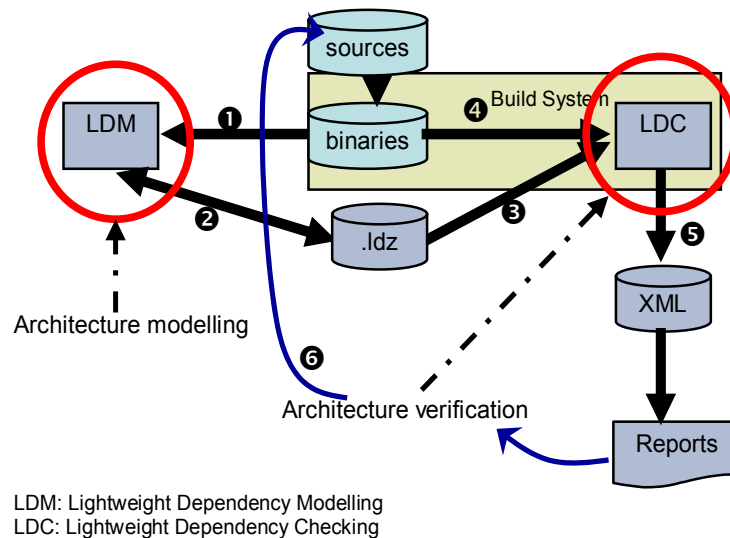 sources
Build System
LDM
❶
binaries
❹
LDC
❷
.ldz
❸
❺
XML
Architecture modelling
❻
Architecture verification
Reports
LDM: Lightweight Dependency Modelling
LDC: Lightweight Dependency Checking